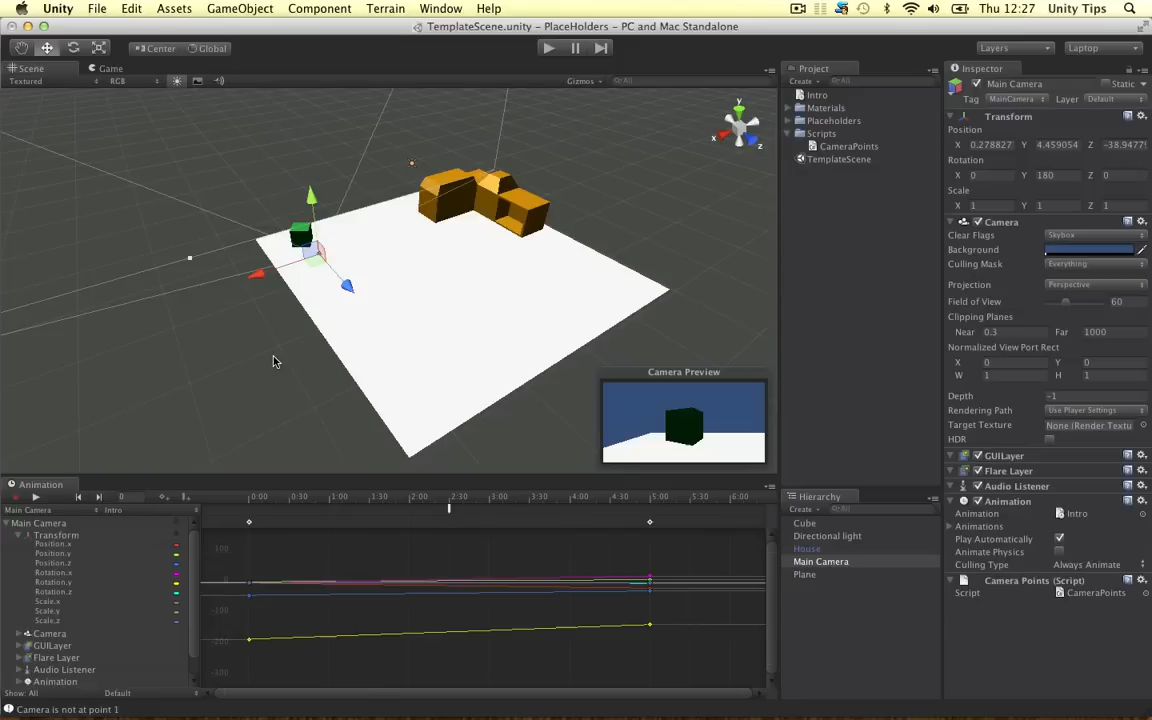 Unity File Edit Assets GameObject Component Terrain Window Help Thu 12:27 Unity Tips
TemplateScene.unity - PlaceHolders - PC and Mac Standalone
Center Global Layers Laptop
Scene Game
Textured RGB Gizmos All
y
x
z
Camera Preview
Project
Create All
Intro
Materials
Placeholders
Scripts
CameraPoints
TemplateScene
Inspector
Main Camera Static
Tag MainCamera Layer Default
Transform
Position
X 0.278827 Y 4.459054 Z -38.9477
Rotation
X 0 Y 180 Z 0
Scale
X 1 Y 1 Z 1
Camera
Clear Flags Skybox
Background
Culling Mask Everything
Projection Perspective
Field of View 60
Clipping Planes
Near 0.3 Far 1000
Normalized View Port Rect
X 0 Y 0
W 1 H 1
Depth -1
Rendering Path Use Player Settings
Target Texture None (Render Textu
HDR
GUILayer
Flare Layer
Audio Listener
Animation
Animation Intro
Animations
Play Automatically
Animate Physics
Culling Type Always Animate
Camera Points (Script)
Script CameraPoints
Hierarchy
Create All
Cube
Directional light
House
Main Camera
Plane
Animation
0 0:00 0:30 1:00 1:30 2:00 2:30 3:00 3:30 4:00 4:30 5:00 5:30 6:00
Main Camera Intro
Main Camera
Transform
Position.x
Position.y
Position.z
Rotation.x
Rotation.y
Rotation.z
Scale.x
Scale.y
Scale.z
Camera
GUILayer
Flare Layer
Audio Listener
Animation
Show: All Default
100
0
-100
-200
-300
Camera is not at point 1